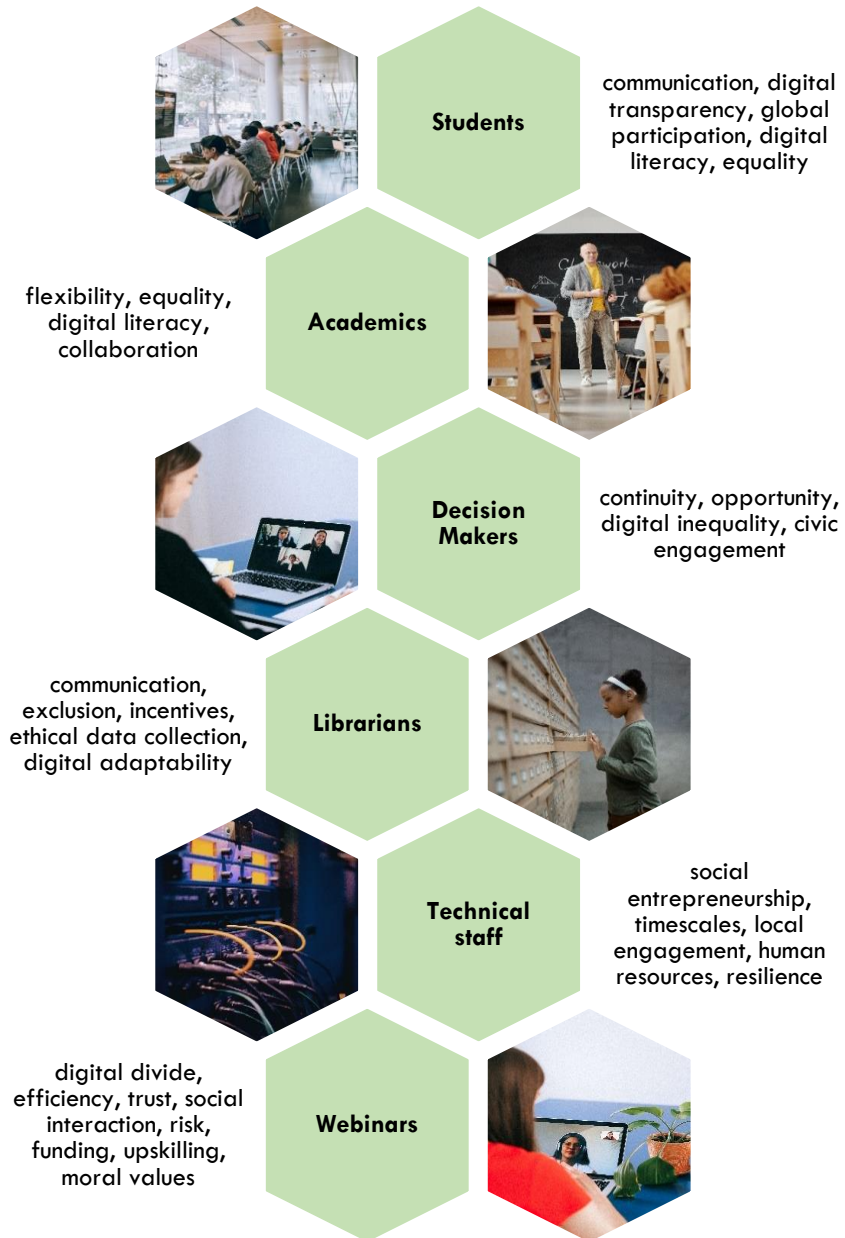 Students
communication, digital
transparency, global
participation, digital
literacy, equality
flexibility, equality,
digital literacy,
collaboration
Academics
Decision
Makers
continuity, opportunity,
digital inequality, civic
engagement
communication,
exclusion, incentives,
ethical data collection,
digital adaptability
Librarians
Technical
staff
social
entrepreneurship,
timescales, local
engagement, human
resources, resilience
digital divide,
efficiency, trust, social
interaction, risk,
funding, upskilling,
moral values
Webinars